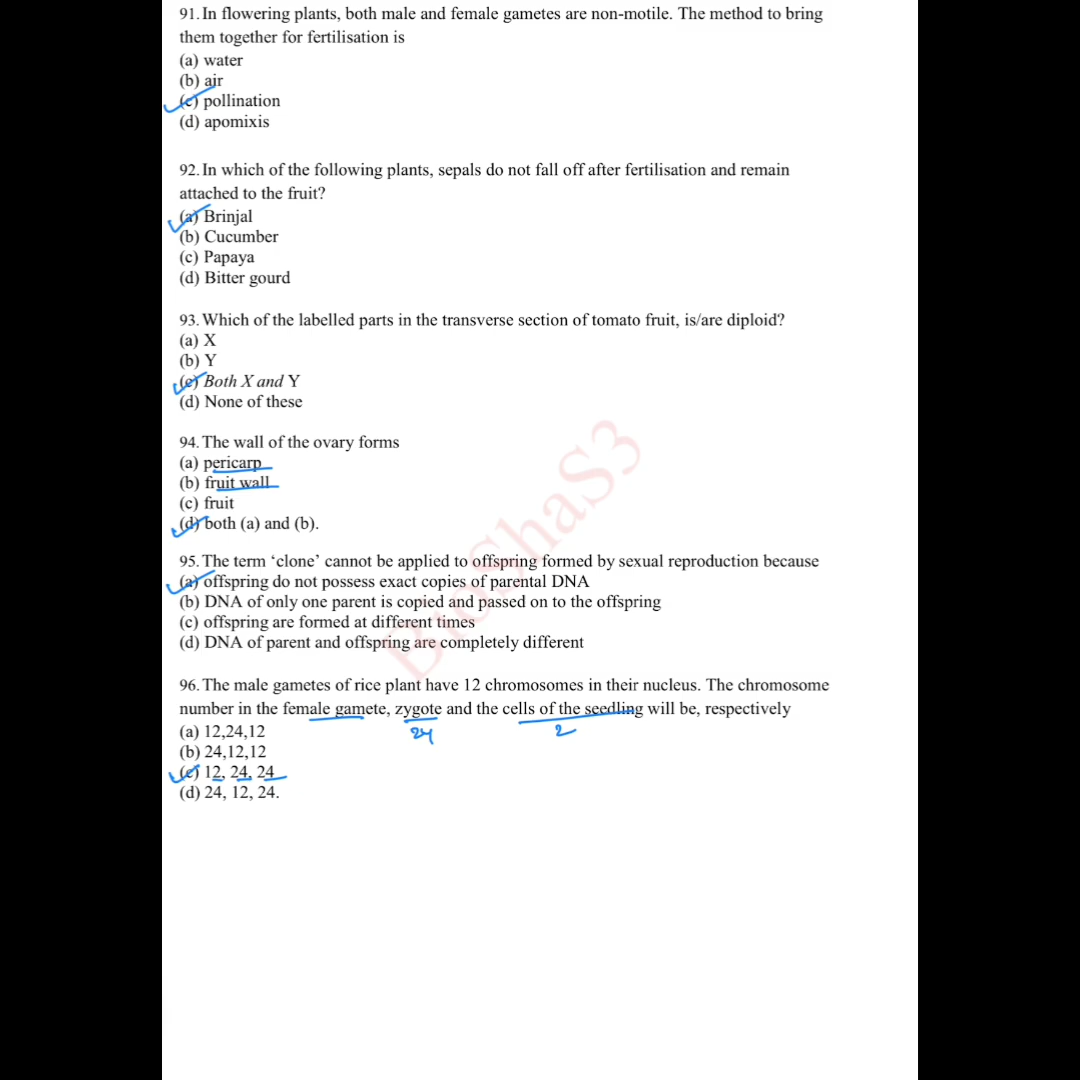 91. In flowering plants, both male and female gametes are non-motile. The method to bring
them together for fertilisation is
(a) water
(b) air
(c) pollination
(d) apomixis
92. In which of the following plants, sepals do not fall off after fertilisation and remain
attached to the fruit?
(a) Brinjal
(b) Cucumber
(c) Papaya
(d) Bitter gourd
93. Which of the labelled parts in the transverse section of tomato fruit, is/are diploid?
(a) X
(b) Y
(c) Both X and Y
(d) None of these
94. The wall of the ovary forms
(a) pericarp
(b) fruit wall
(c) fruit
(d) both (a) and (b).
95. The term ‘clone’ cannot be applied to offspring formed by sexual reproduction because
(a) offspring do not possess exact copies of parental DNA
(b) DNA of only one parent is copied and passed on to the offspring
(c) offspring are formed at different times
(d) DNA of parent and offspring are completely different
96. The male gametes of rice plant have 12 chromosomes in their nucleus. The chromosome
number in the female gamete, zygote and the cells of the seedling will be, respectively
24 2
(a) 12,24,12
(b) 24,12,12
(c) 12, 24, 24
(d) 24, 12, 24.
BioShaS3